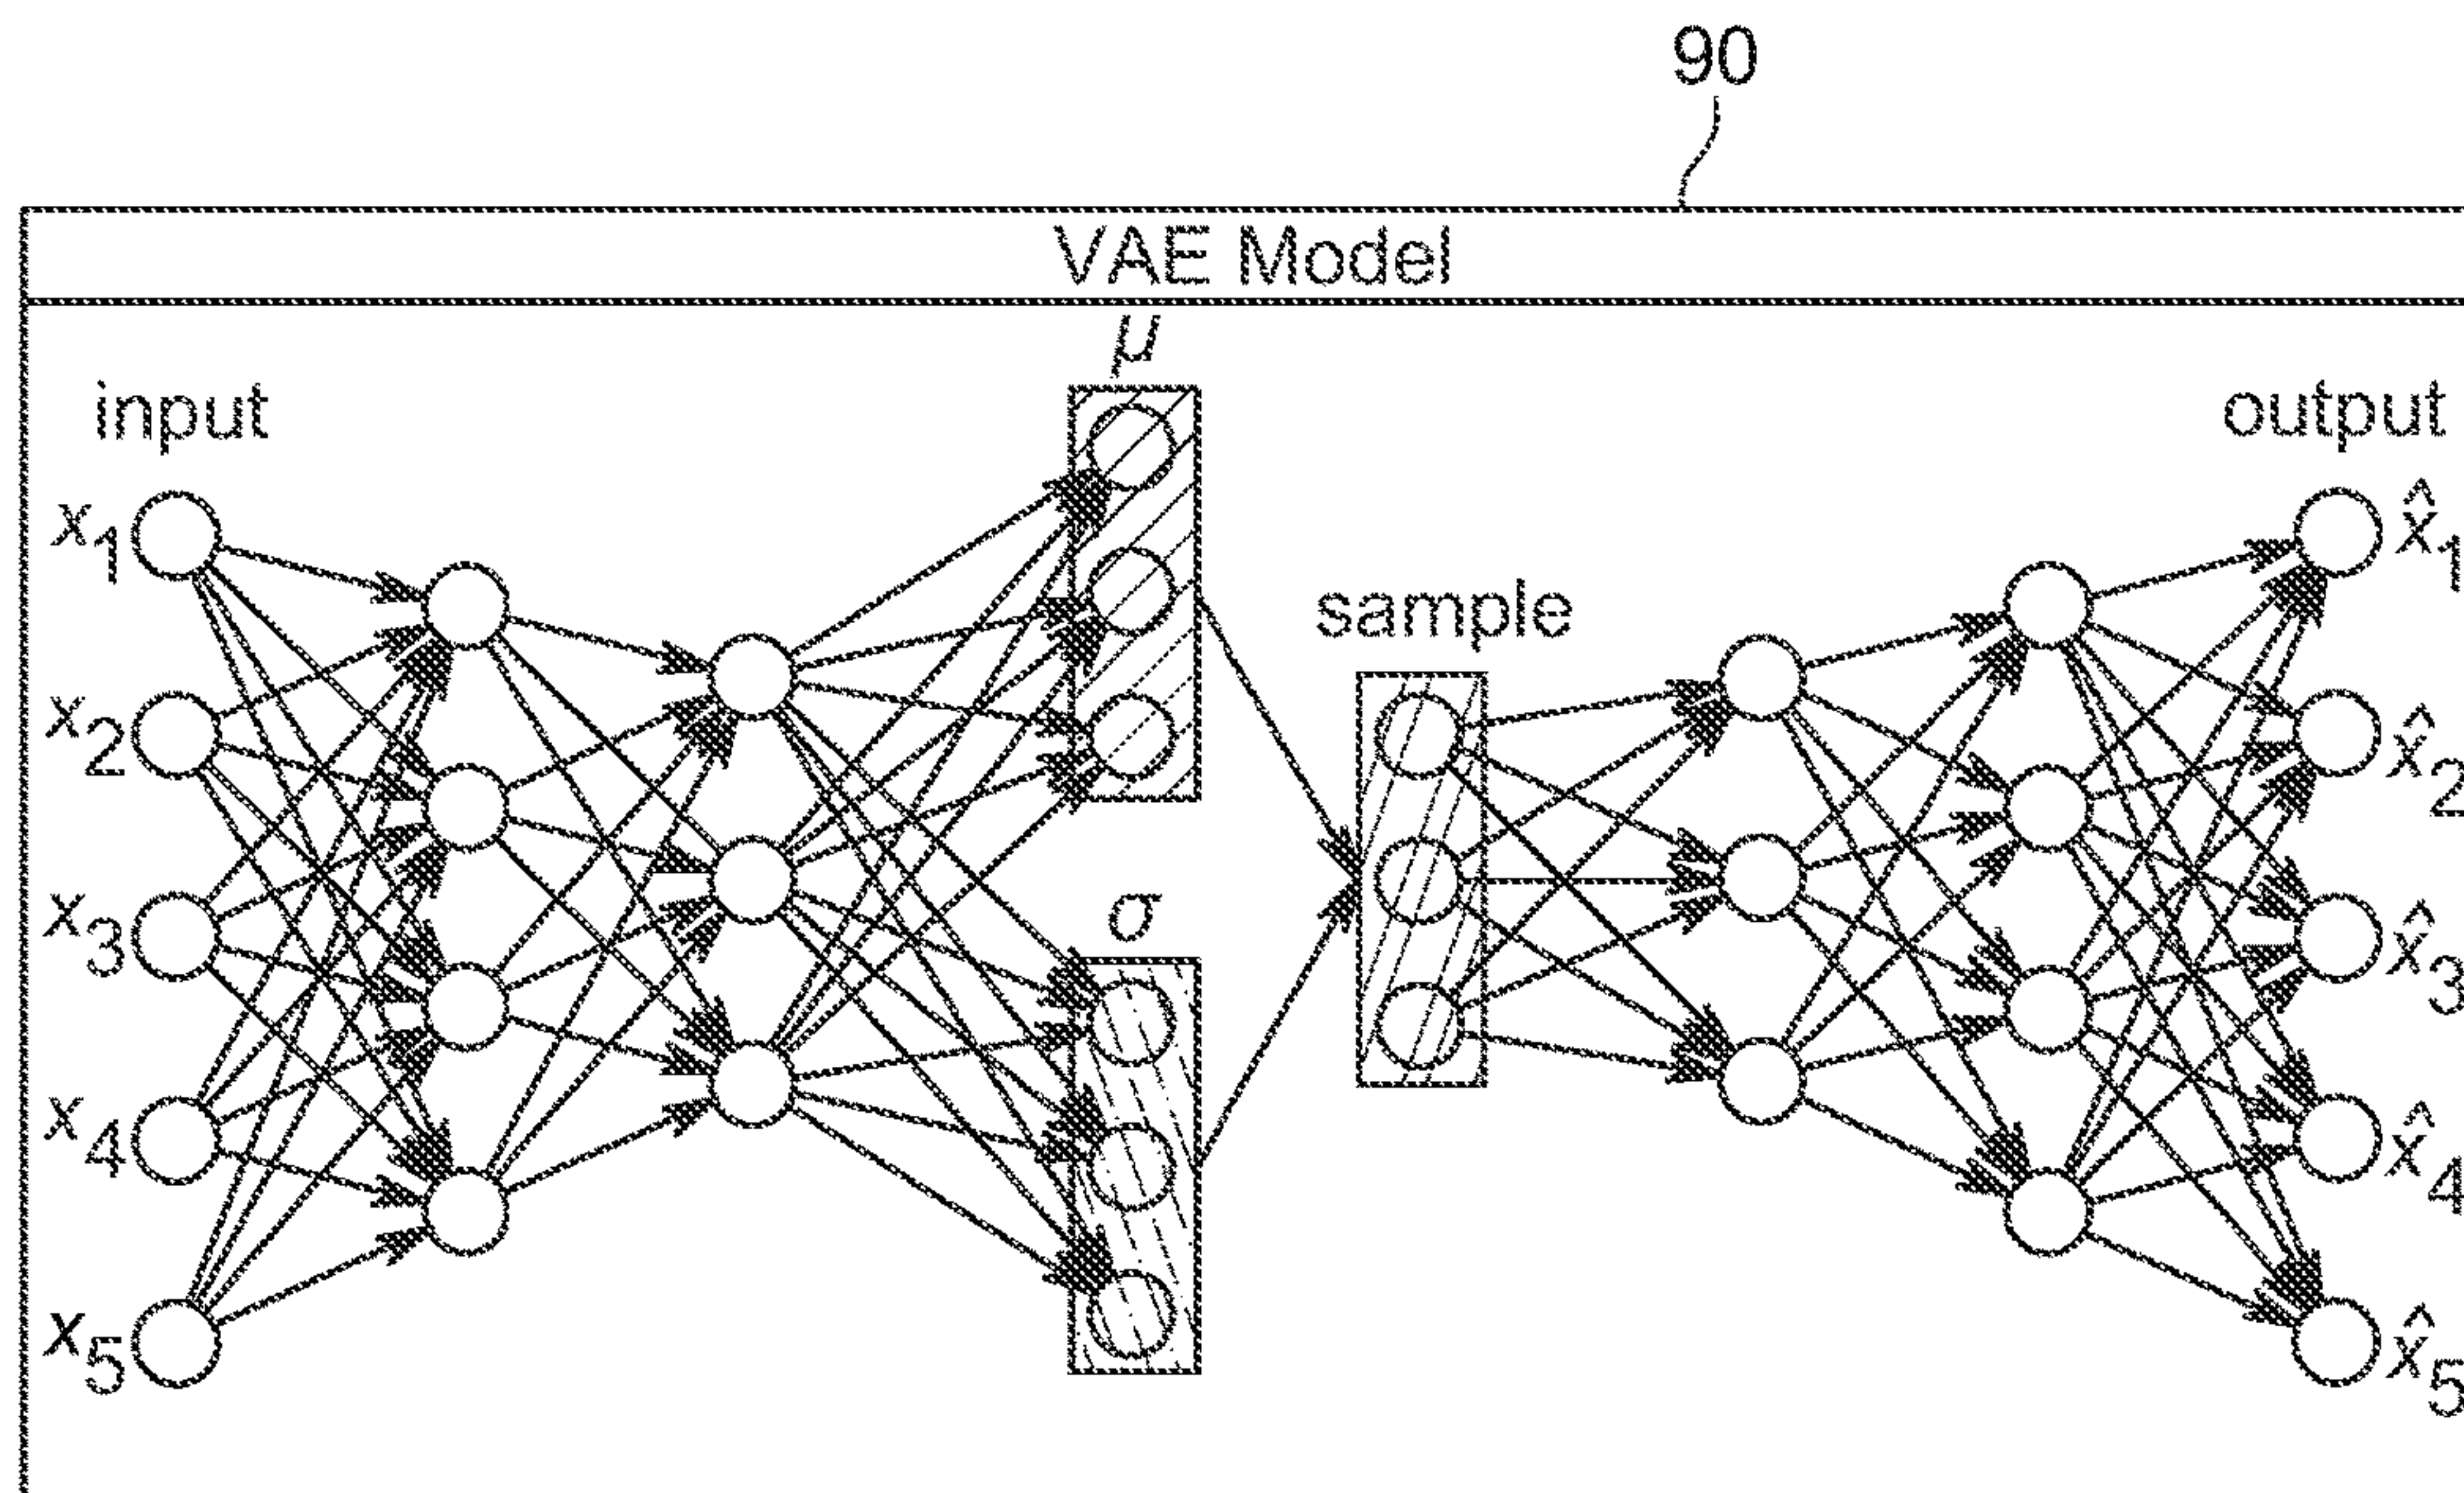 90
VAE Model
μ
input
output
x1
x̂1
sample
x2
x̂2
x3
x̂3
σ
x4
x̂4
x5
x̂5